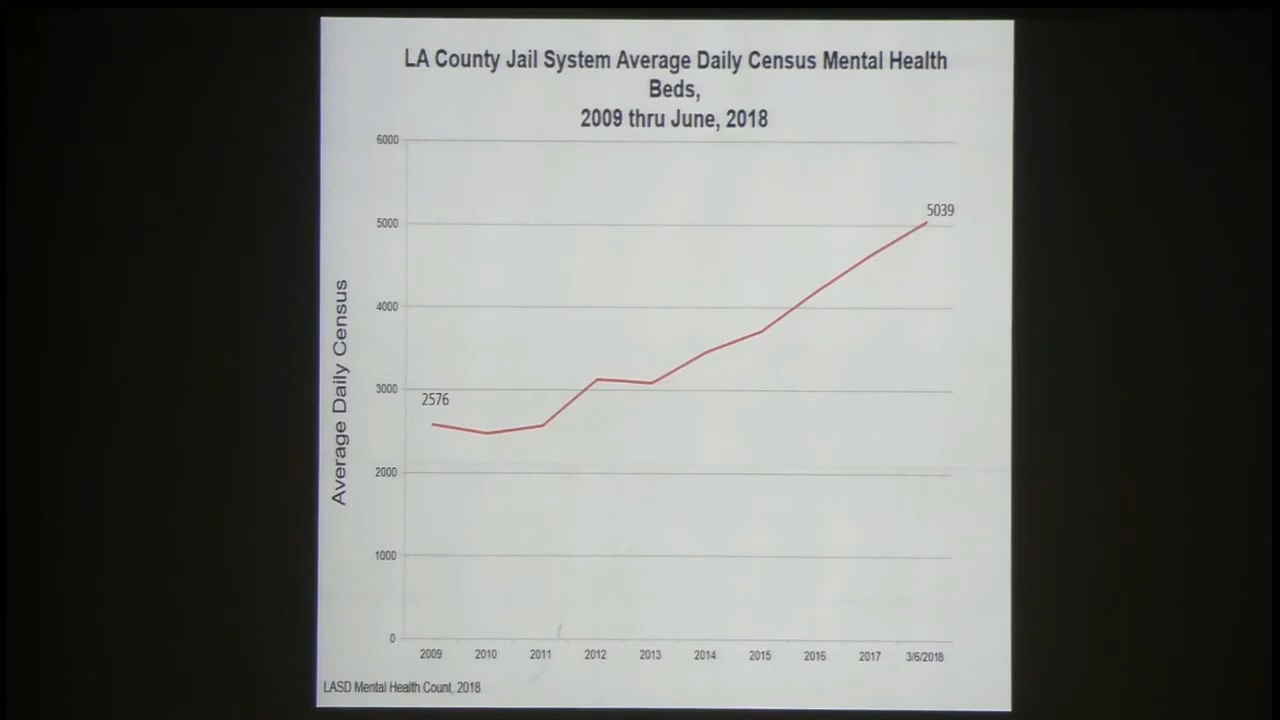 LA County Jail System Average Daily Census Mental Health
Beds,
2009 thru June, 2018
6000
5039
5000
4000
3000
2576
2000
1000
0
Average Daily Census
2009 2010 2011 2012 2013 2014 2015 2016 2017 3/6/2018
LASD Mental Health Count, 2018